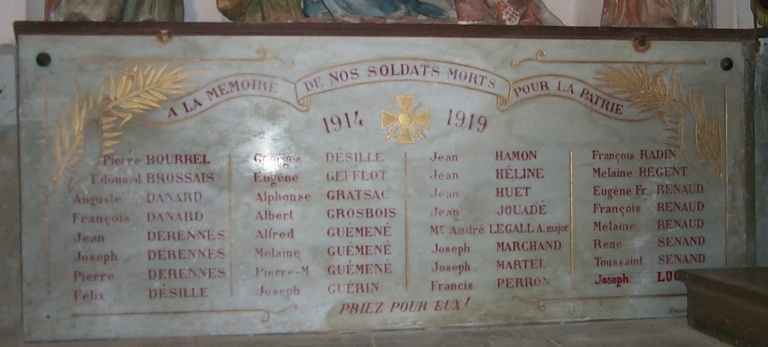 A LA MÉMOIRE DE NOS SOLDATS MORTS POUR LA PATRIE
1914 1919
Pierre BOURREL
Edouard BROSSAIS
Auguste DANARD
François DANARD
Jean DERENNES
Joseph DERENNES
Pierre DERENNES
Félix DÉSILLE
Georges DÉSILLE
Eugène GEFFLOT
Alphonse GRATSAC
Albert GROSBOIS
Alfred GUÉMENÉ
Melaine GUÉMENÉ
Pierre-M GUÉMENÉ
Joseph GUÉRIN
Jean HAMON
Jean HÉLINE
Jean HUET
Jean JOUADÉ
Mc André LEGALL A.major
Joseph MARCHAND
Joseph MARTEL
Francis PERRON
François RADIN
Melaine REGENT
Eugène Fr. RENAUD
François RENAUD
Melaine RENAUD
René SENAND
Toussaint SENAND
Joseph
PRIEZ POUR EUX!